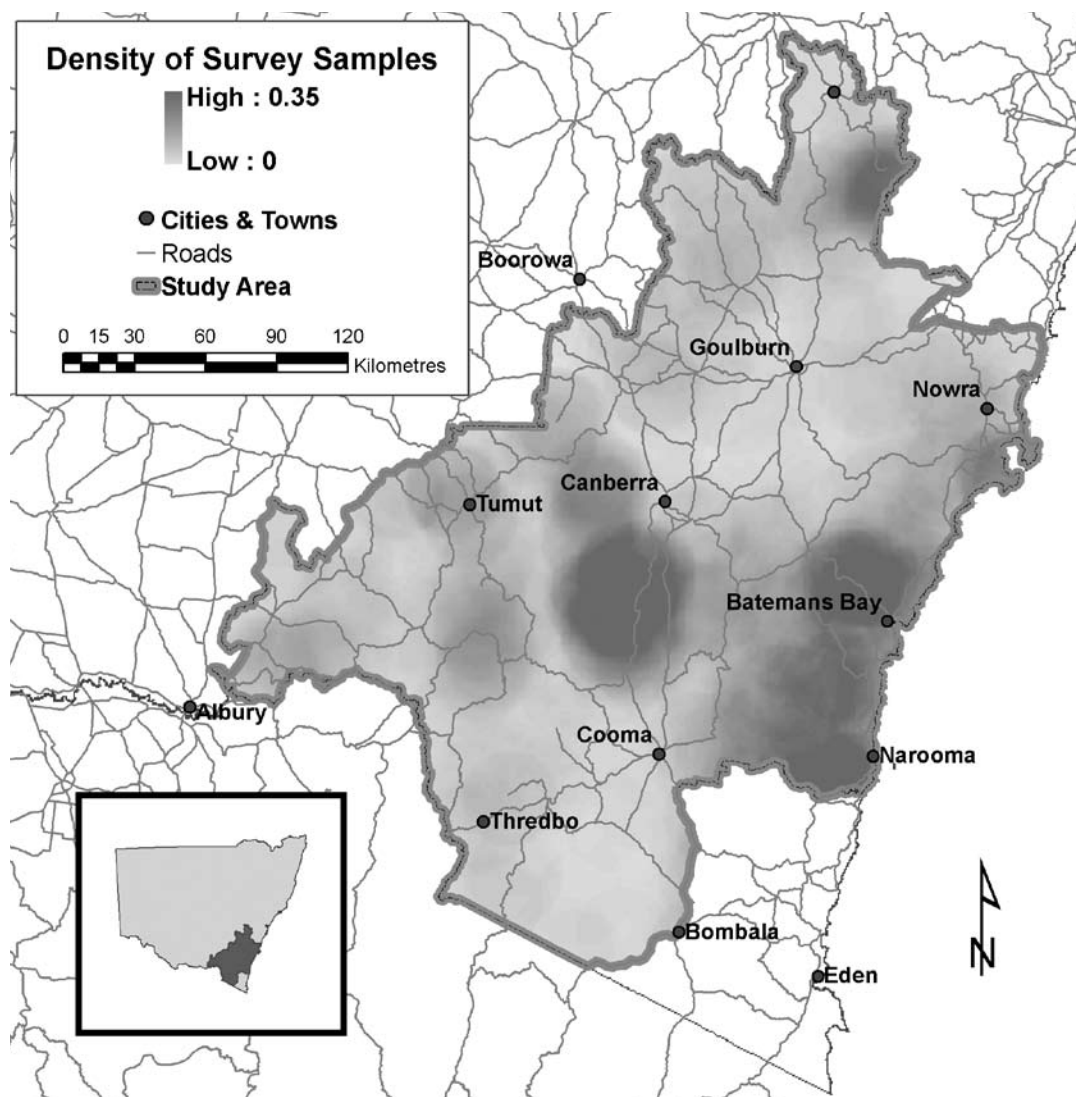 Density of Survey Samples
High : 0.35
Low : 0
Cities & Towns
Roads
Study Area
0 15 30 60 90 120
Kilometres
Boorowa
Goulburn
Nowra
Canberra
Tumut
Batemans Bay
Albury
Cooma
Narooma
Thredbo
Bombala
Eden
N